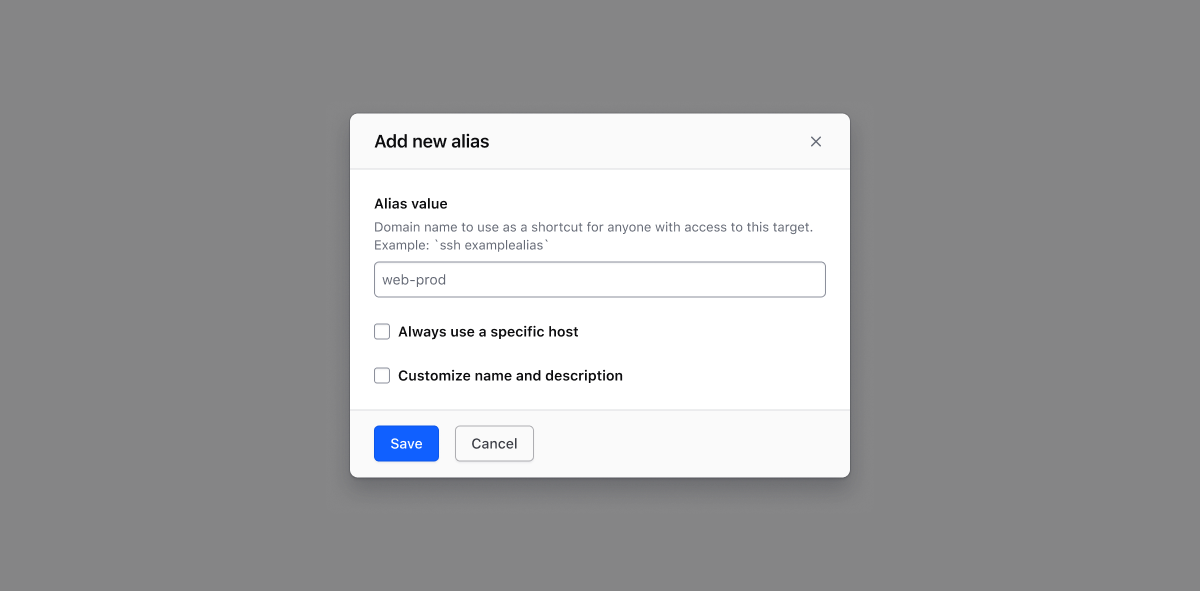 Add new alias
Alias value
Domain name to use as a shortcut for anyone with access to this target.
Example: `ssh examplealias`
web-prod
Always use a specific host
Customize name and description
Save
Cancel